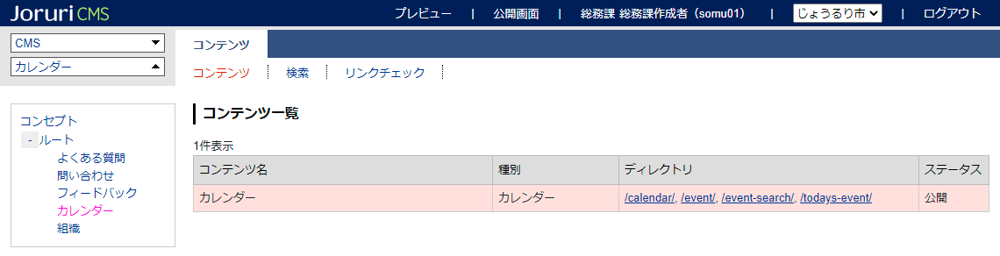 Joruri CMS プレビュー | 公開画面 | 総務課 総務課作成者（somu01） | じょうるり市 | ログアウト
CMS
カレンダー
コンテンツ
コンテンツ 検索 リンクチェック
コンセプト
- ルート
よくある質問
問い合わせ
フィードバック
カレンダー
組織
コンテンツ一覧
1件表示
コンテンツ名 種別 ディレクトリ ステータス
カレンダー カレンダー /calendar/, /event/, /event-search/, /todays-event/ 公開